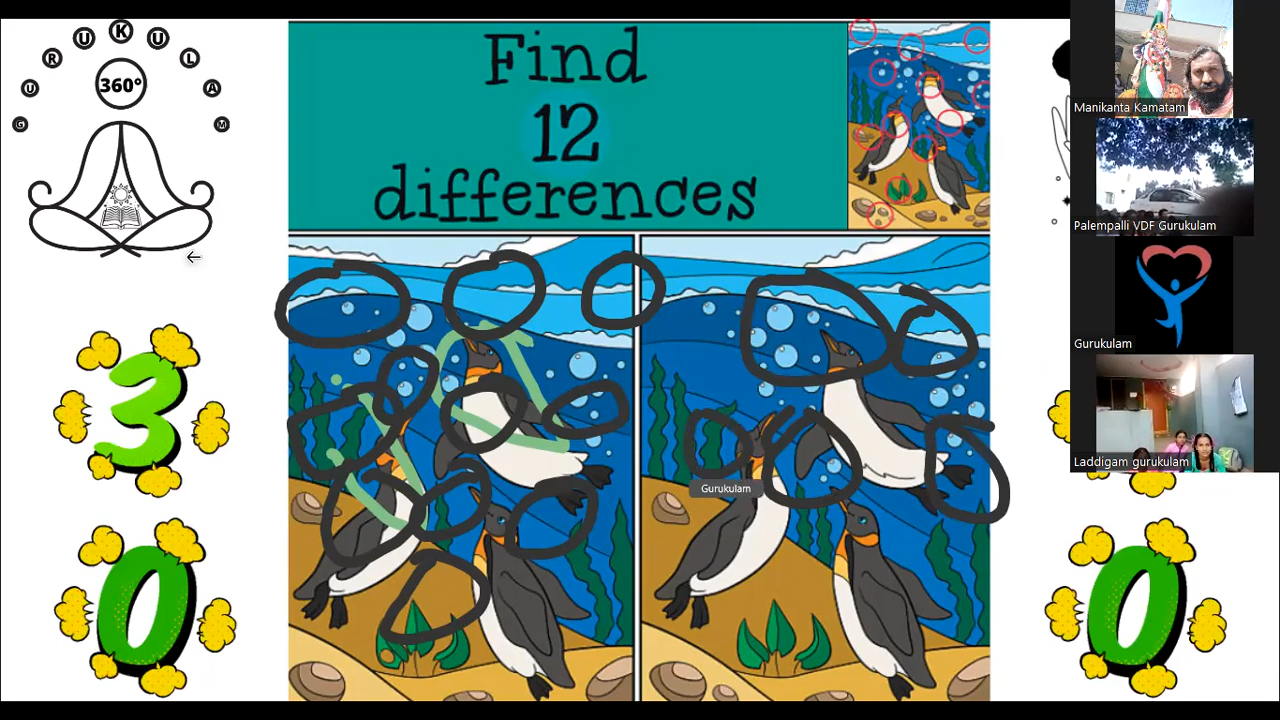 GURUKULAM
360°
Find
12
differences
3
0
0
Gurukulam
Manikanta Kamatam
Palempalli VDF Gurukulam
Gurukulam
Laddigam gurukulam